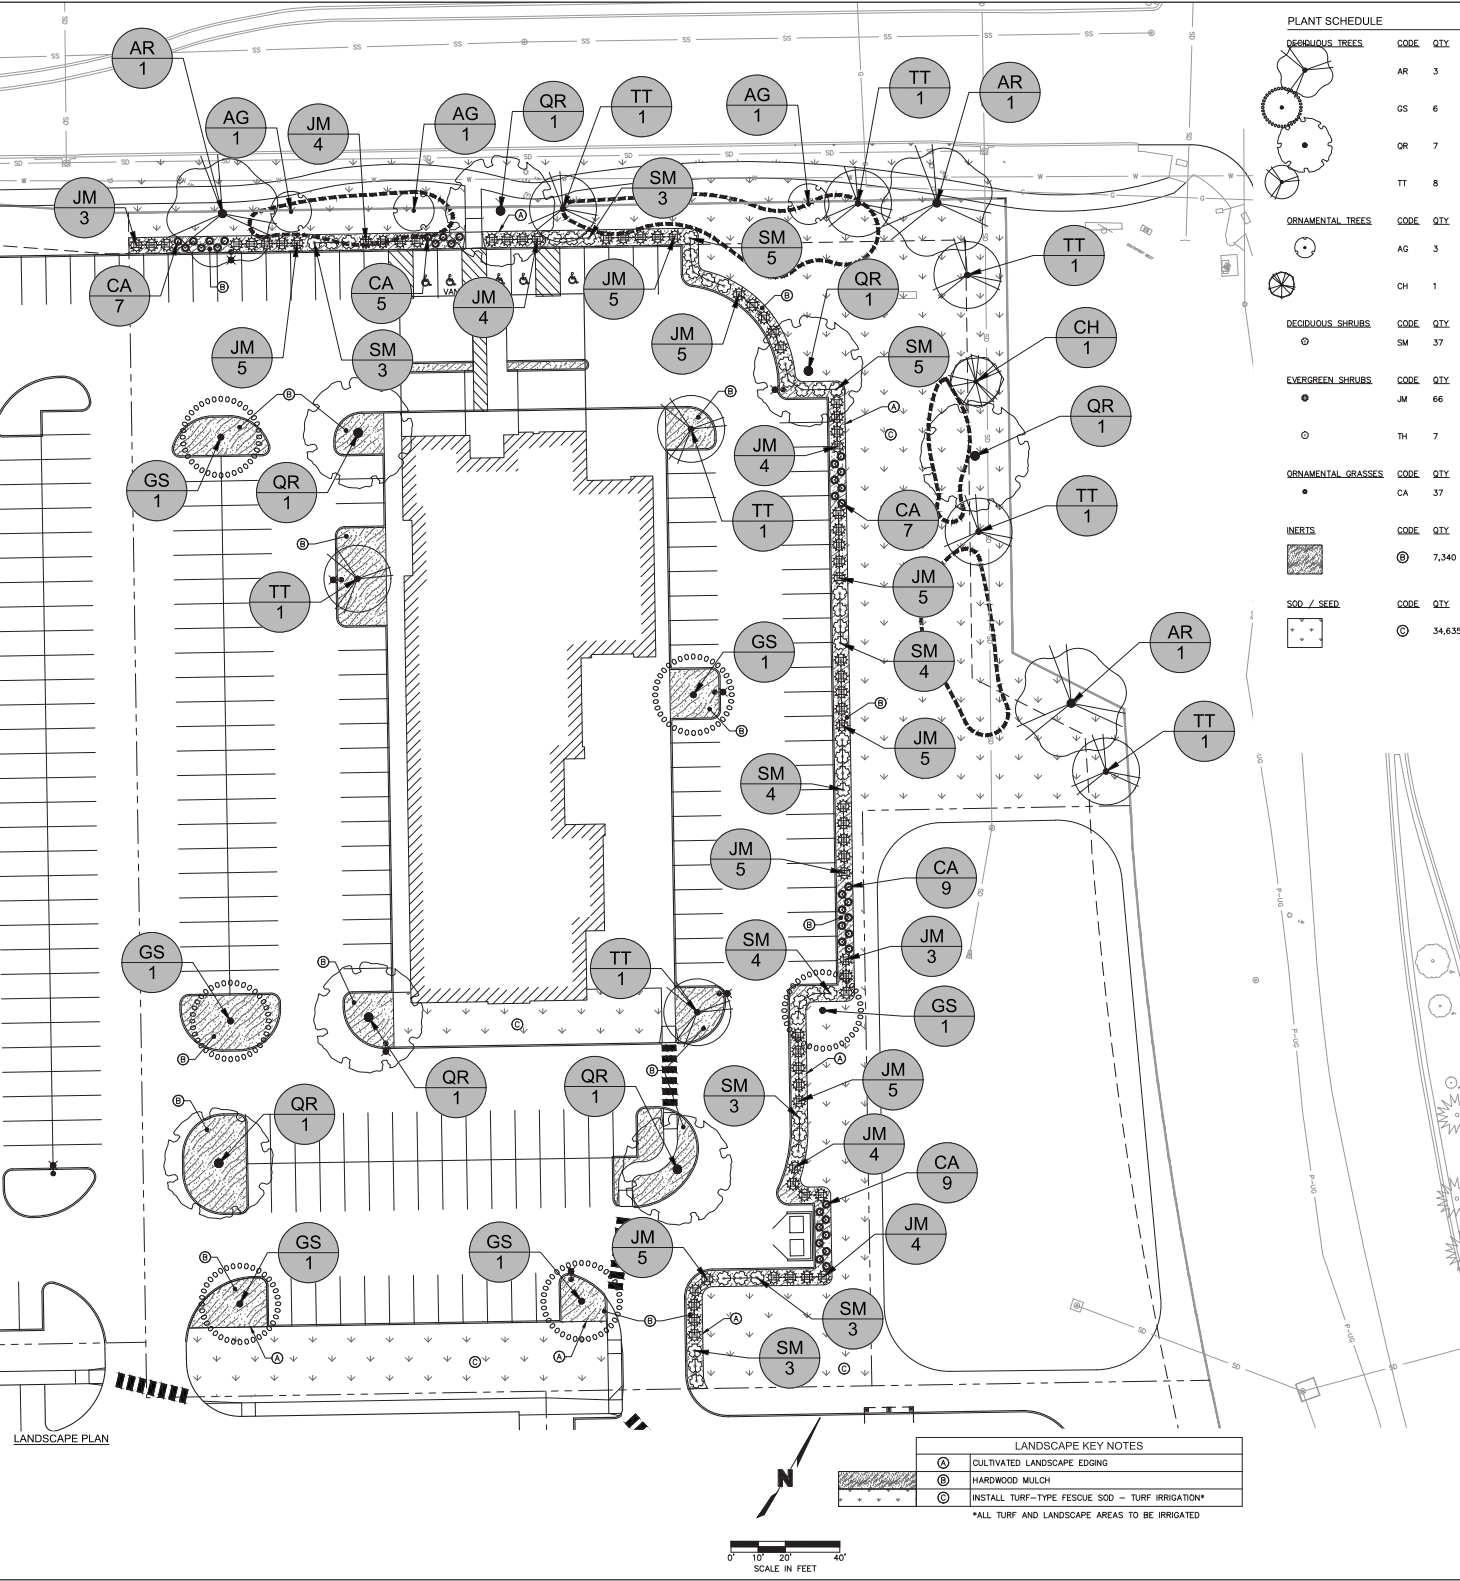 PLANT SCHEDULE
DECIDUOUS TREES CODE QTY
AR 3
GS 6
QR 7
TT 8
ORNAMENTAL TREES CODE QTY
AG 3
CH 1
DECIDUOUS SHRUBS CODE QTY
SM 37
EVERGREEN SHRUBS CODE QTY
JM 66
TH 7
ORNAMENTAL GRASSES CODE QTY
CA 37
INERTS CODE QTY
B 7,340
SOD / SEED CODE QTY
C 34,635
AR
1
AG
1
JM
4
AG
1
QR
1
TT
1
AG
1
TT
1
AR
1
JM
3
SM
3
SM
5
TT
1
CA
7
CA
5
VAN
JM
4
JM
5
QR
1
JM
5
SM
3
JM
5
SM
5
CH
1
QR
1
GS
1
QR
1
JM
4
TT
1
CA
7
TT
1
TT
1
JM
5
GS
1
SM
4
AR
1
JM
5
TT
1
SM
4
JM
5
CA
9
GS
1
TT
1
SM
4
JM
3
GS
1
QR
1
QR
1
SM
3
JM
5
QR
1
JM
4
CA
9
GS
1
GS
1
JM
5
JM
4
SM
3
SM
3
LANDSCAPE PLAN
N
LANDSCAPE KEY NOTES
A CULTIVATED LANDSCAPE EDGING
B HARDWOOD MULCH
C INSTALL TURF-TYPE FESCUE SOD - TURF IRRIGATION*
*ALL TURF AND LANDSCAPE AREAS TO BE IRRIGATED
0' 10' 20' 40'
SCALE IN FEET